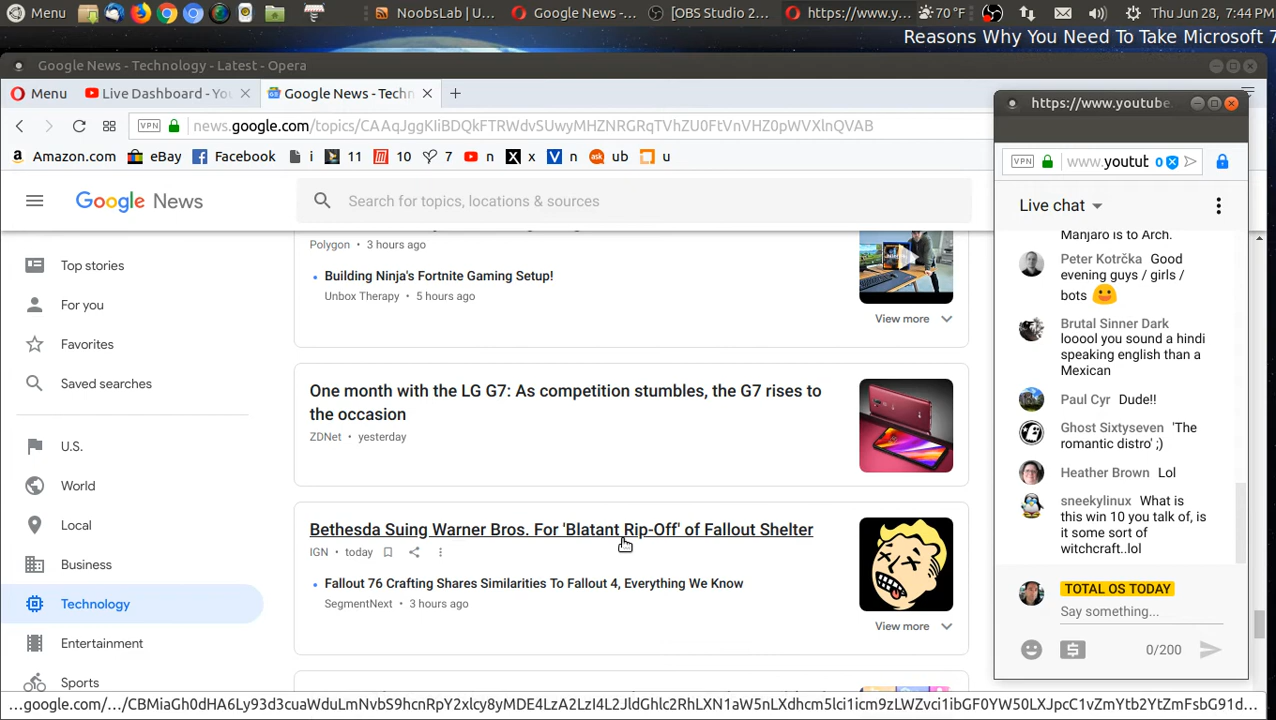 NoobsLab | U...
Google News -...
[OBS Studio 2...
https://www.y...
70 °F
Thu Jun 28, 7:44 PM
Reasons Why You Need To Take Microsoft 7
Google News - Technology - Latest - Opera
Menu
Live Dashboard - You
Google News - Techn
VPN
news.google.com/topics/CAAqJggKIiBDQkFTRWdvSUwyMHZNRGRqTVhZU0FtVnVHZ0pWVXlnQVAB
Amazon.com
eBay
Facebook
i
11
10
7
n
x
n
ub
u
Google News
Search for topics, locations & sources
Top stories
For you
Favorites
Saved searches
U.S.
World
Local
Business
Technology
Entertainment
Sports
Polygon • 3 hours ago
Building Ninja's Fortnite Gaming Setup!
Unbox Therapy • 5 hours ago
View more
One month with the LG G7: As competition stumbles, the G7 rises to
the occasion
ZDNet • yesterday
Bethesda Suing Warner Bros. For 'Blatant Rip-Off' of Fallout Shelter
IGN • today
Fallout 76 Crafting Shares Similarities To Fallout 4, Everything We Know
SegmentNext • 3 hours ago
View more
https://www.youtube.
VPN
www.youtub
0
Live chat
Manjaro is to Arch.
Peter Kotrčka Good
evening guys / girls /
bots
Brutal Sinner Dark
looool you sound a hindi
speaking english than a
Mexican
Paul Cyr Dude!!
Ghost Sixtyseven 'The
romantic distro' ;)
Heather Brown Lol
sneekylinux What is
this win 10 you talk of, is
it some sort of
witchcraft..lol
TOTAL OS TODAY
Say something...
0/200